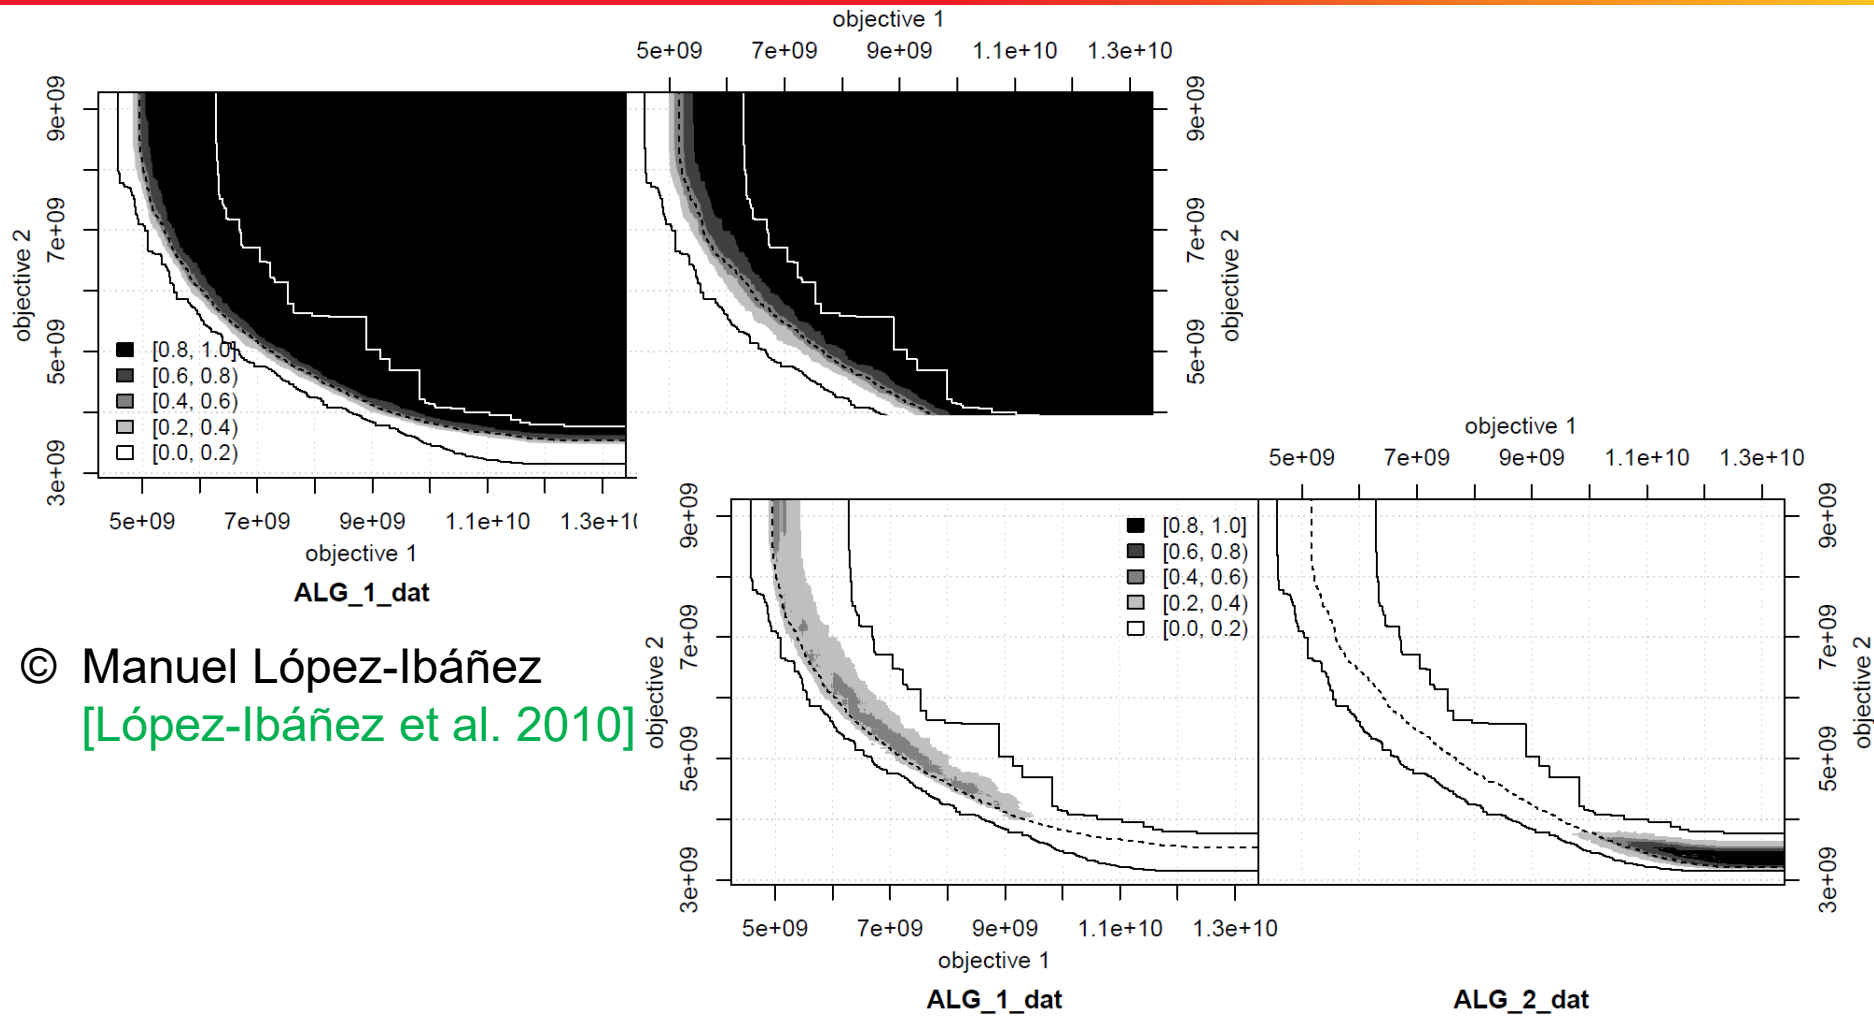 objective 1
5e+09 7e+09 9e+09 1.1e+10 1.3e+10
objective 2
9e+09
7e+09
5e+09
3e+09
[0.8, 1.0]
[0.6, 0.8)
[0.4, 0.6)
[0.2, 0.4)
[0.0, 0.2)
5e+09 7e+09 9e+09 1.1e+10 1.3e+10
objective 1
ALG_1_dat
9e+09
7e+09
5e+09
objective 2
© Manuel López-Ibáñez
[López-Ibáñez et al. 2010]
objective 1
5e+09 7e+09 9e+09 1.1e+10 1.3e+10
objective 2
9e+09
7e+09
5e+09
3e+09
[0.8, 1.0]
[0.6, 0.8)
[0.4, 0.6)
[0.2, 0.4)
[0.0, 0.2)
9e+09
7e+09
5e+09
3e+09
objective 2
5e+09 7e+09 9e+09 1.1e+10 1.3e+10
objective 1
ALG_1_dat
ALG_2_dat